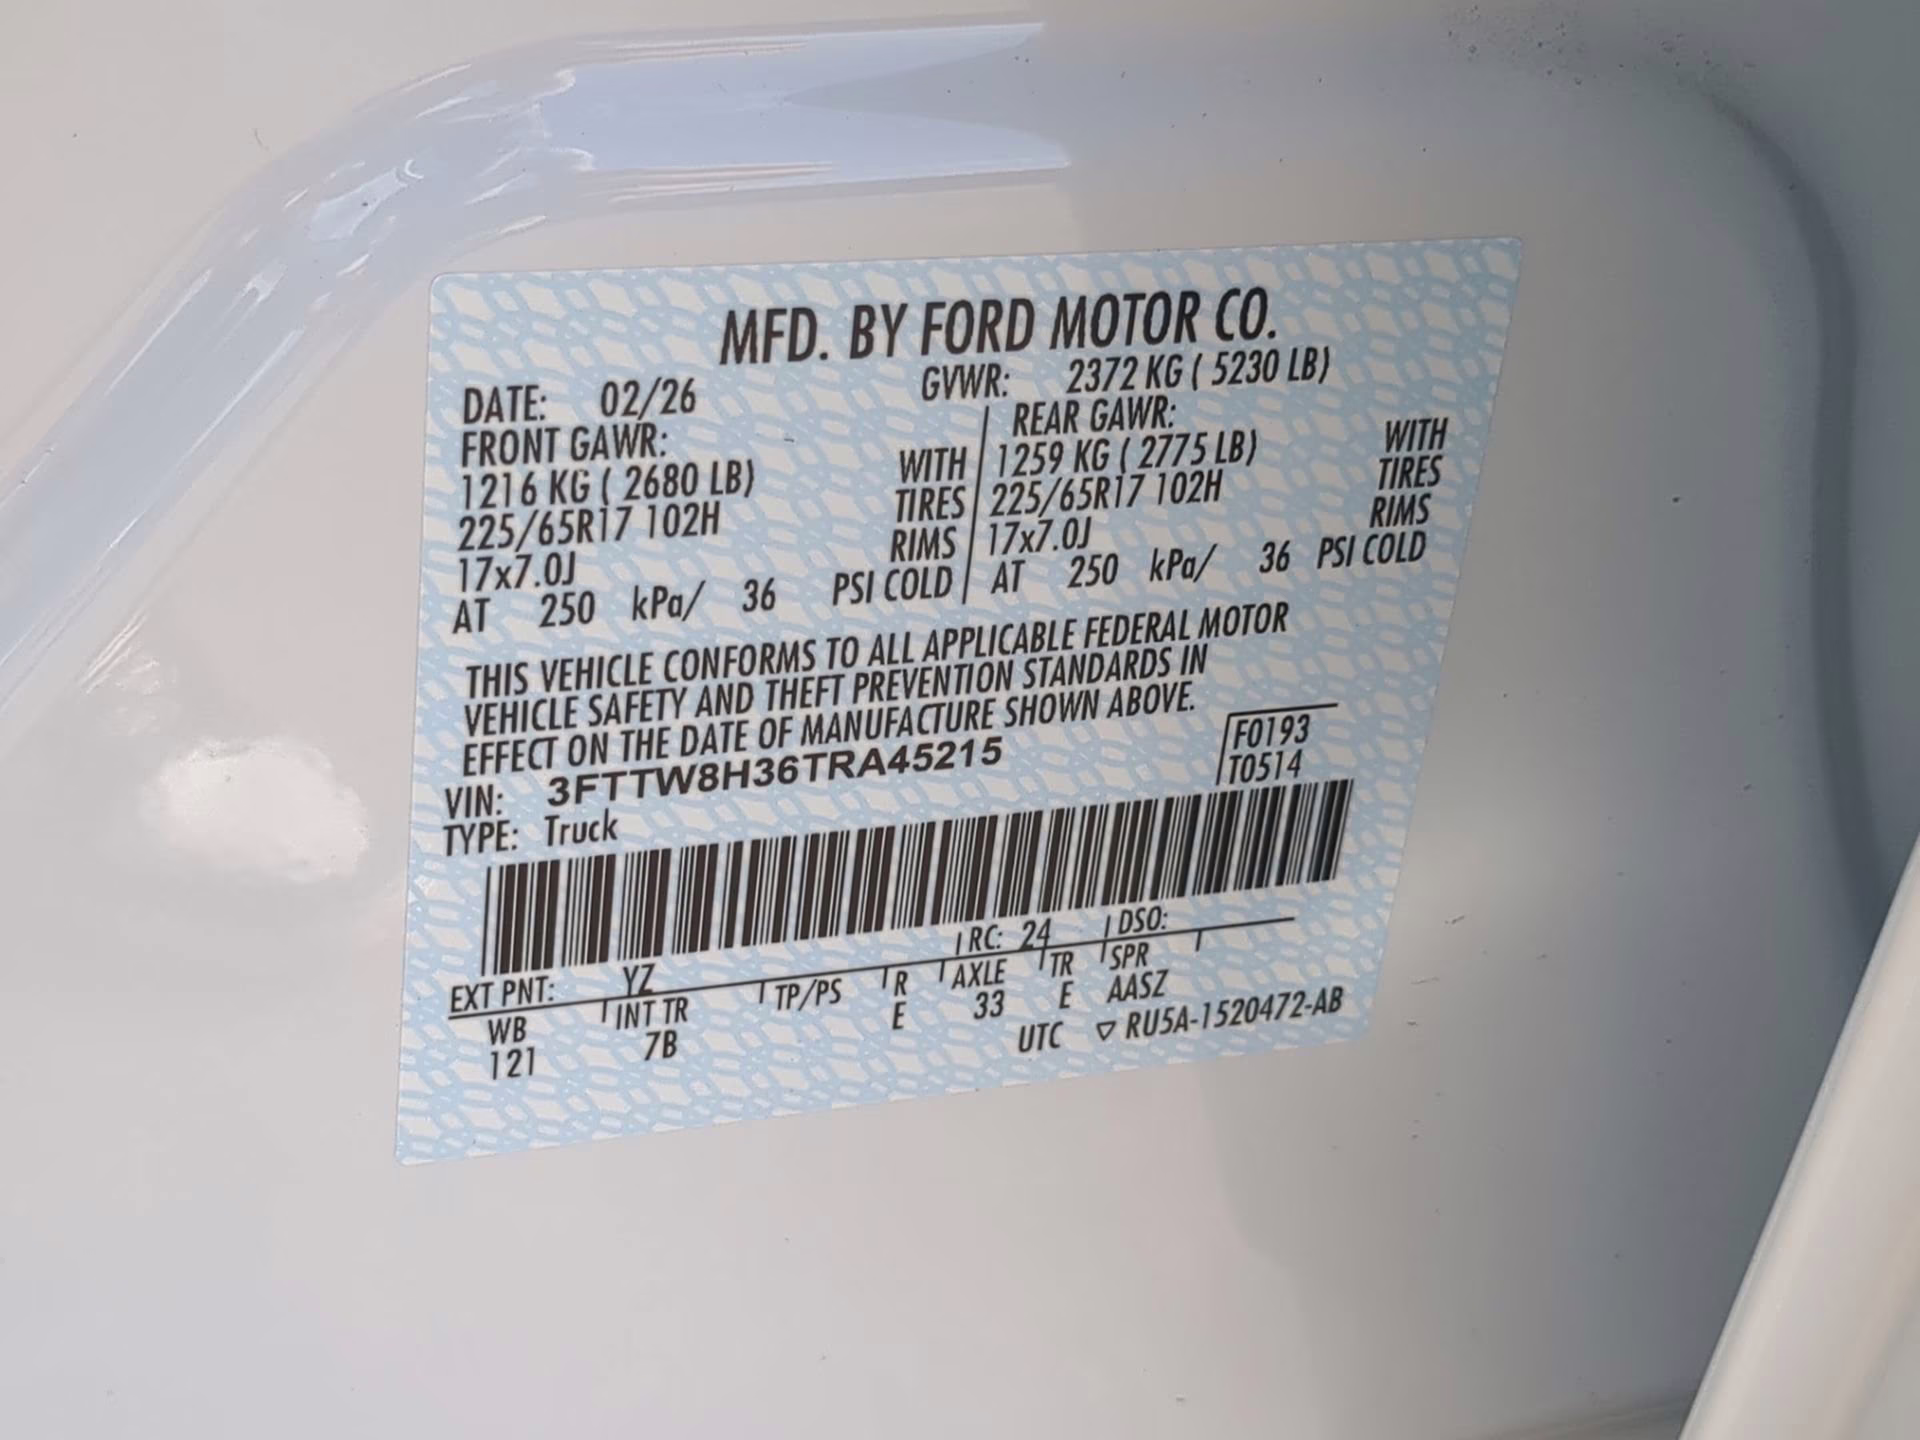 MFD. BY FORD MOTOR CO.
DATE: 02/26 GVWR: 2372 KG ( 5230 LB)
FRONT GAWR: REAR GAWR:
1216 KG ( 2680 LB) WITH 1259 KG ( 2775 LB) WITH
225/65R17 102H TIRES 225/65R17 102H TIRES
17x7.0J RIMS 17x7.0J RIMS
AT 250 kPa/ 36 PSI COLD AT 250 kPa/ 36 PSI COLD
THIS VEHICLE CONFORMS TO ALL APPLICABLE FEDERAL MOTOR
VEHICLE SAFETY AND THEFT PREVENTION STANDARDS IN
EFFECT ON THE DATE OF MANUFACTURE SHOWN ABOVE.
VIN: 3FTTW8H36TRA45215 F0193
TYPE: Truck T0514
EXT PNT: YZ RC: 24 DSO:
WB INT TR TP/PS R AXLE TR SPR
121 7B E 33 E AASZ
UTC ▽ RU5A-1520472-AB